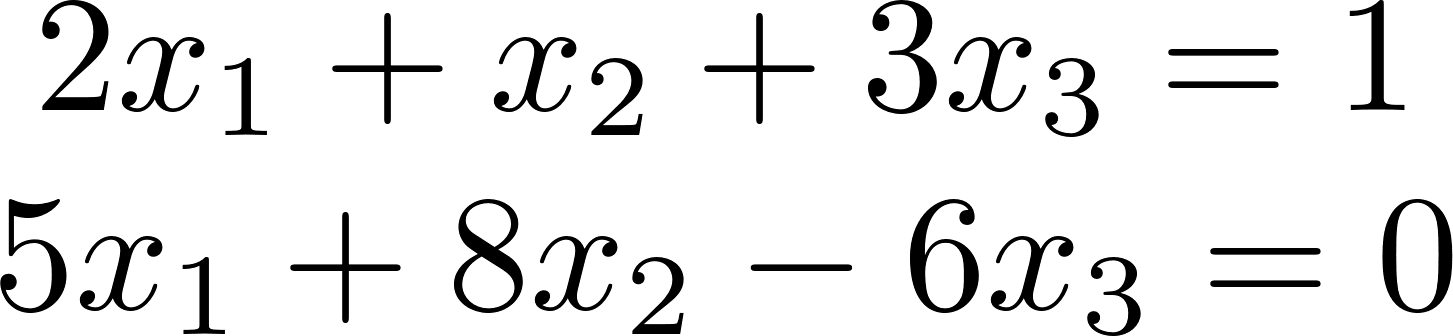 2x₁ + x₂ + 3x₃ = 1
5x₁ + 8x₂ − 6x₃ = 0